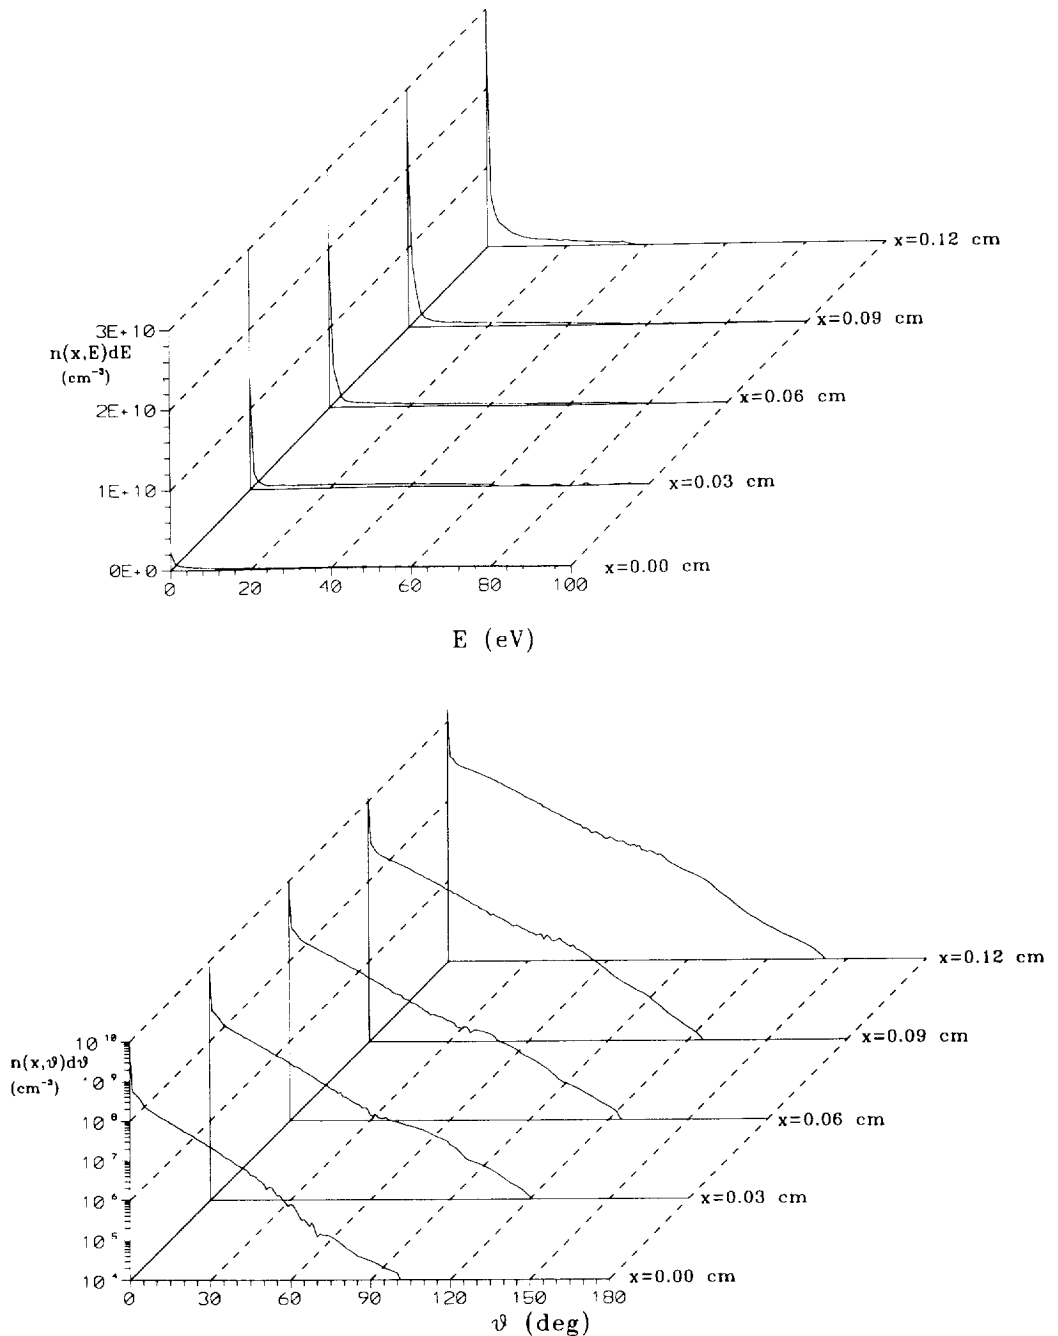 x=0.12 cm
x=0.09 cm
x=0.06 cm
x=0.03 cm
x=0.00 cm
3E+10
n(x,E)dE
(cm⁻³)
2E+10
1E+10
0E+0
0 20 40 60 80 100
E (eV)
x=0.12 cm
x=0.09 cm
x=0.06 cm
x=0.03 cm
x=0.00 cm
10¹⁰
n(x,ϑ)dϑ
(cm⁻³)
10⁹
10⁸
10⁷
10⁶
10⁵
10⁴
0 30 60 90 120 150 180
ϑ (deg)